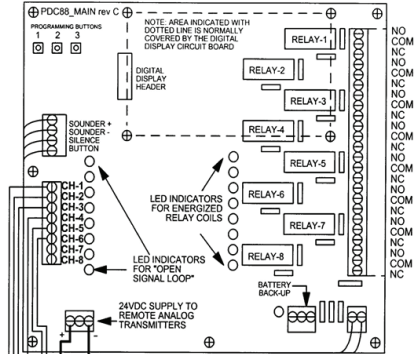 PDC88_MAIN rev C
PROGRAMMING BUTTONS
1 2 3
NOTE: AREA INDICATED WITH
DOTTED LINE IS NORMALLY
COVERED BY THE DIGITAL
DISPLAY CIRCUIT BOARD
DIGITAL
DISPLAY
HEADER
SOUNDER +
SOUNDER -
SILENCE
BUTTON
CH-1
CH-2
CH-3
CH-4
CH-5
CH-6
CH-7
CH-8
LED INDICATORS
FOR "OPEN
SIGNAL LOOP"
LED INDICATORS
FOR ENERGIZED
RELAY COILS
24VDC SUPPLY TO
REMOTE ANALOG
TRANSMITTERS
+ -
BATTERY
BACK-UP
RELAY-1
RELAY-2
RELAY-3
RELAY-4
RELAY-5
RELAY-6
RELAY-7
RELAY-8
NO
COM
NC
NO
COM
NC
NO
COM
NC
NO
COM
NC
NO
COM
NC
NO
COM
NC
NO
COM
NC
NO
COM
NC